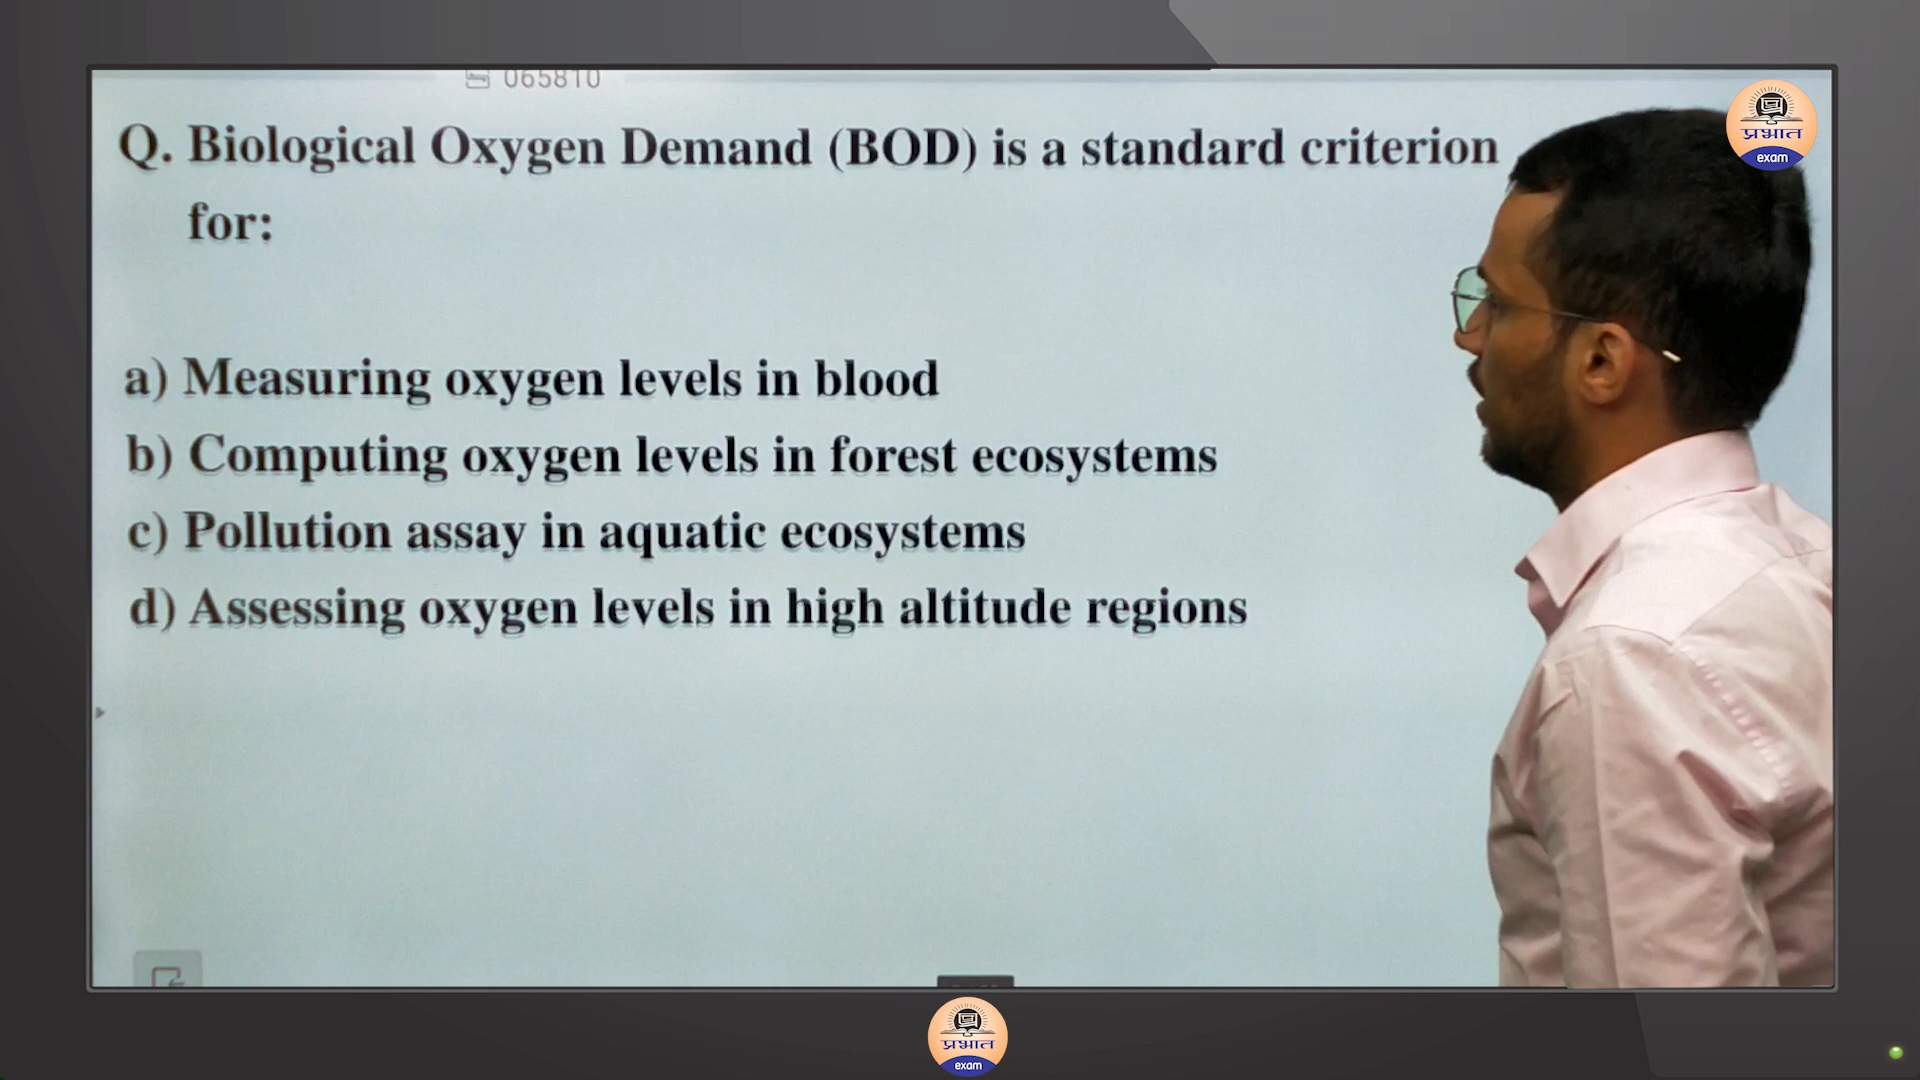 065810
Q. Biological Oxygen Demand (BOD) is a standard criterion
for:
a) Measuring oxygen levels in blood
b) Computing oxygen levels in forest ecosystems
c) Pollution assay in aquatic ecosystems
d) Assessing oxygen levels in high altitude regions
प्रभात
exam
प्रभात
exam